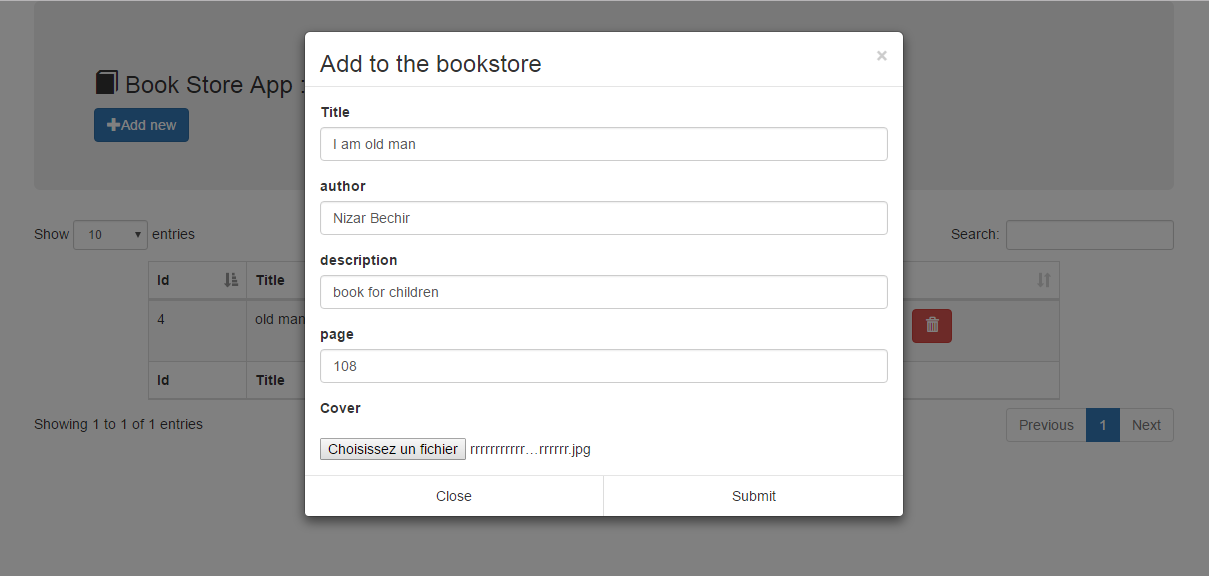 Add to the bookstore ×
Book Store App :
Add new
Title
I am old man
author
Nizar Bechir
description
book for children
page
108
Cover
Choisissez un fichier rrrrrrrrrrr…rrrrrr.jpg
Close Submit
Show 10 entries Search:
Id Title
4 old man
Id Title
Showing 1 to 1 of 1 entries Previous 1 Next